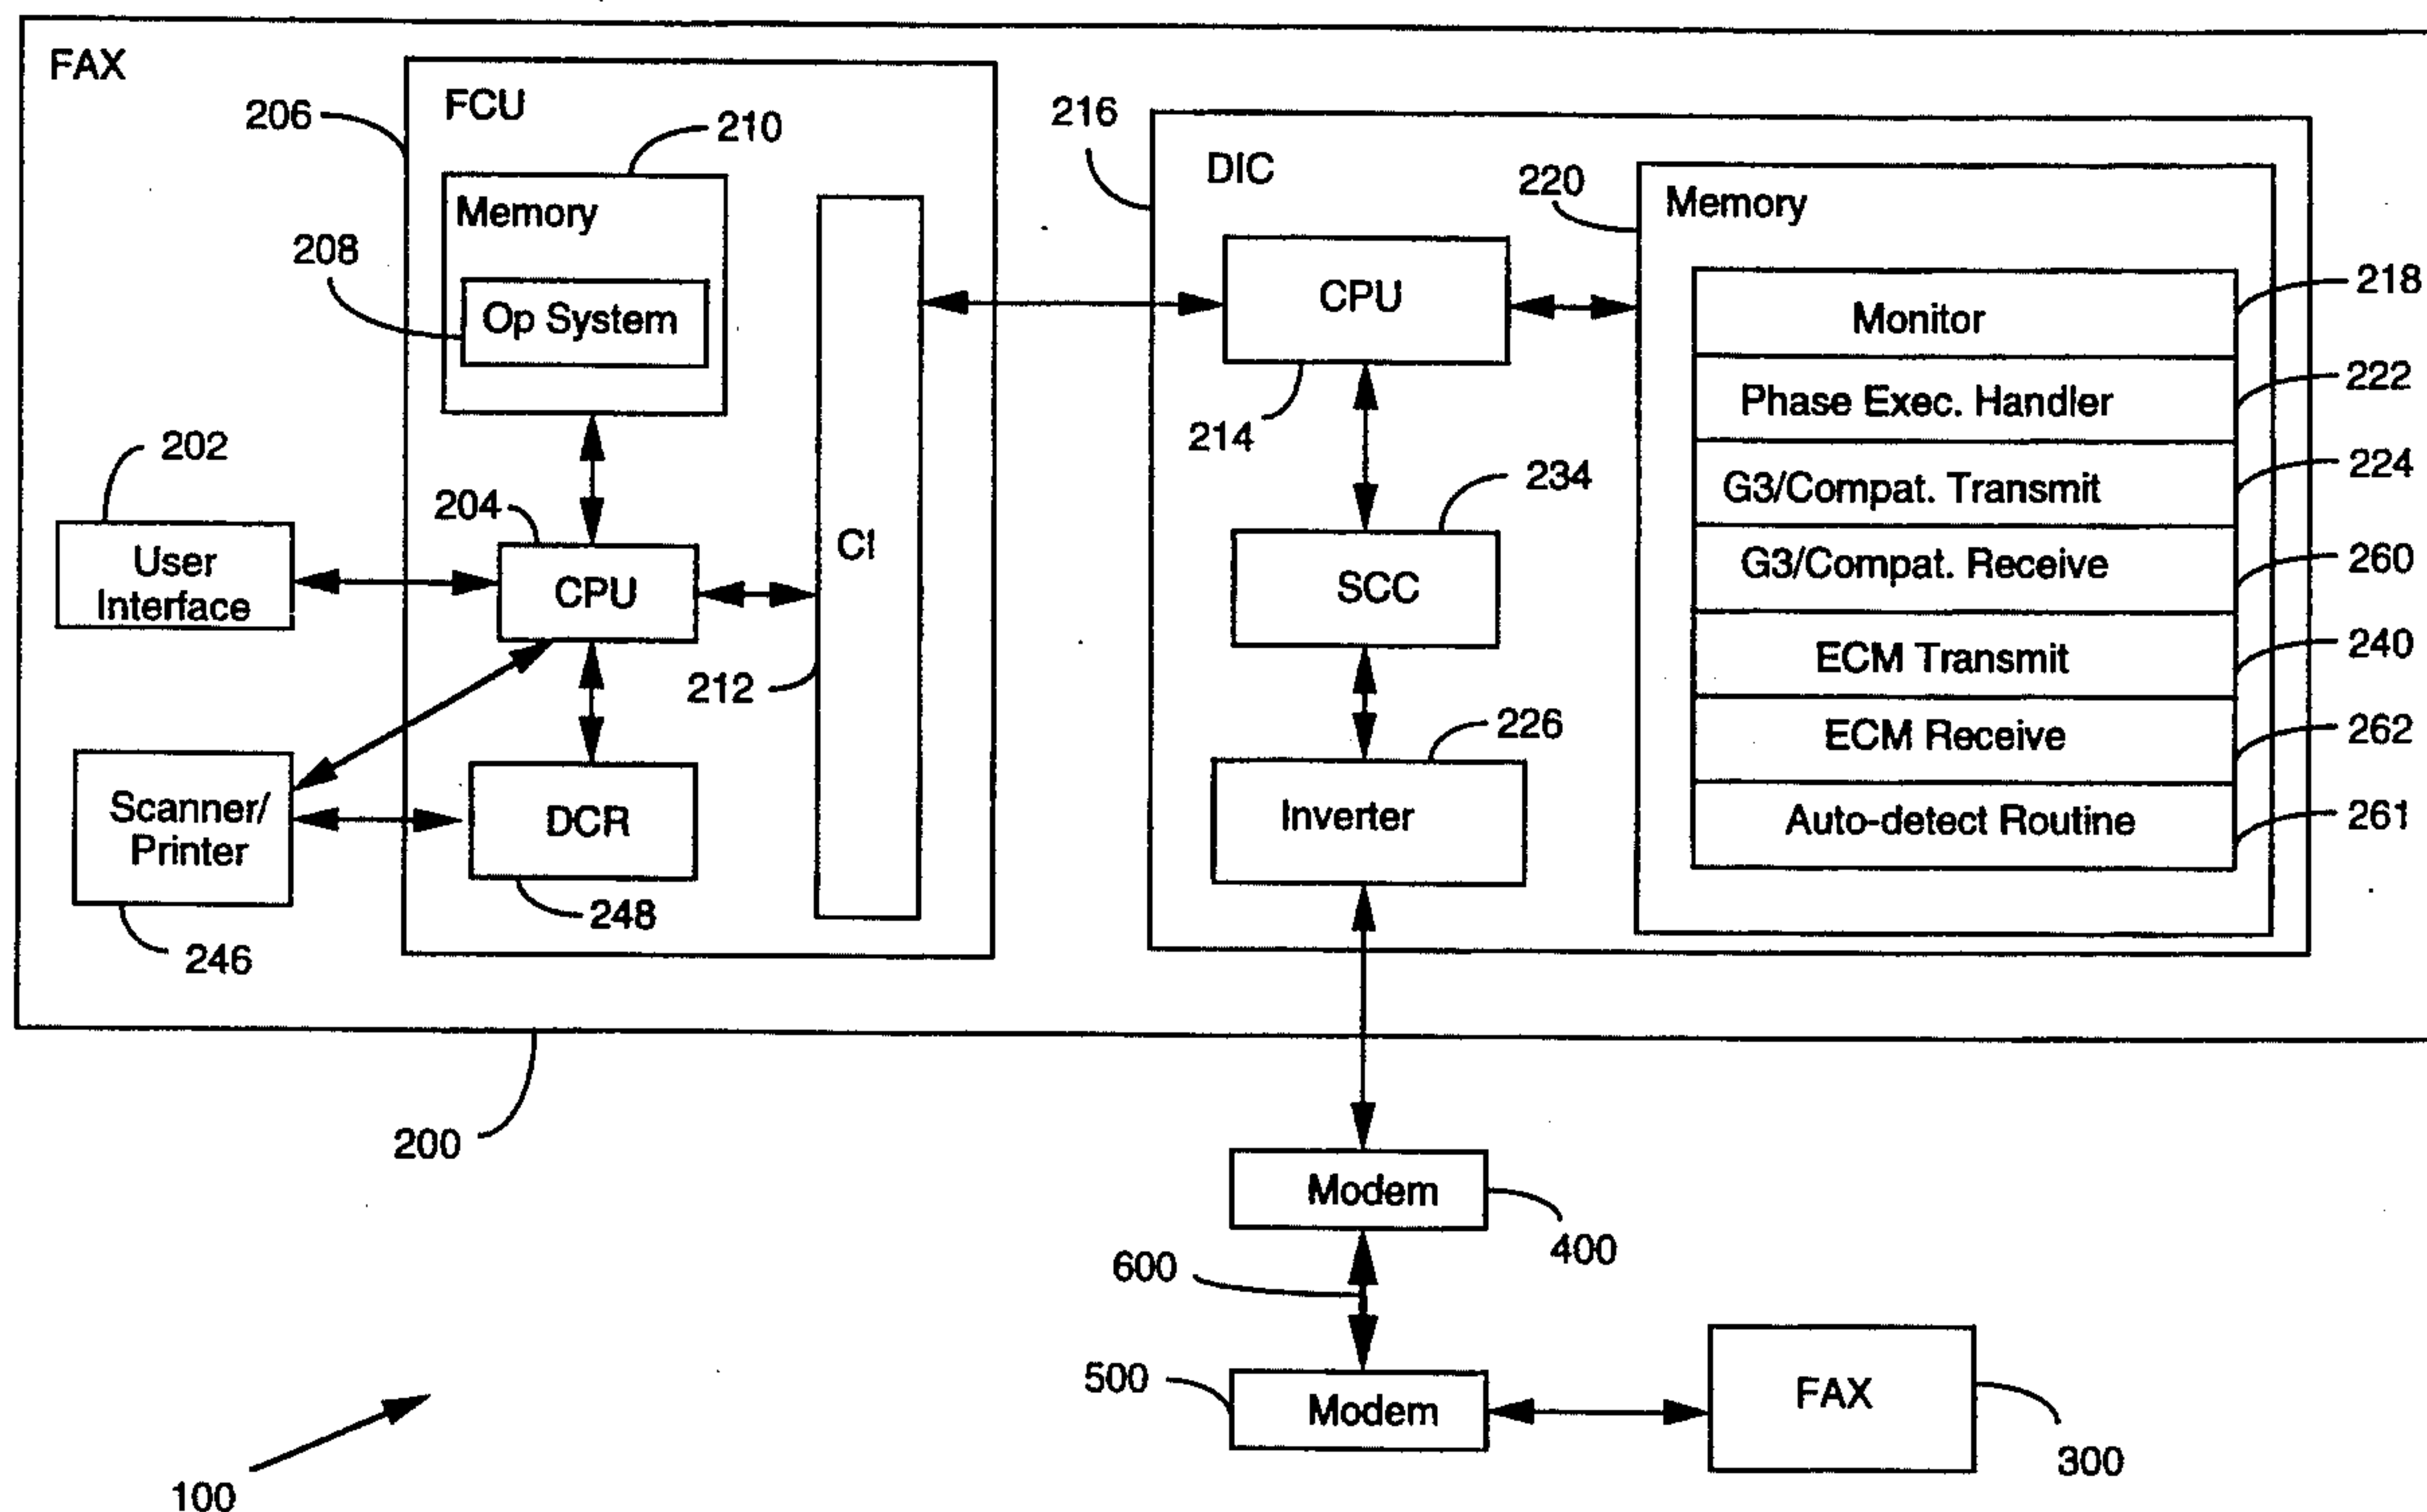 FAX
206
FCU
210
Memory
208
Op System
202
User
Interface
204
CPU
CI
212
Scanner/
Printer
246
DCR
248
216
DIC
CPU
214
234
SCC
226
Inverter
220
Memory
Monitor
218
Phase Exec. Handler
222
G3/Compat. Transmit
224
G3/Compat. Receive
260
ECM Transmit
240
ECM Receive
262
Auto-detect Routine
261
200
Modem
400
600
500
Modem
FAX
300
100